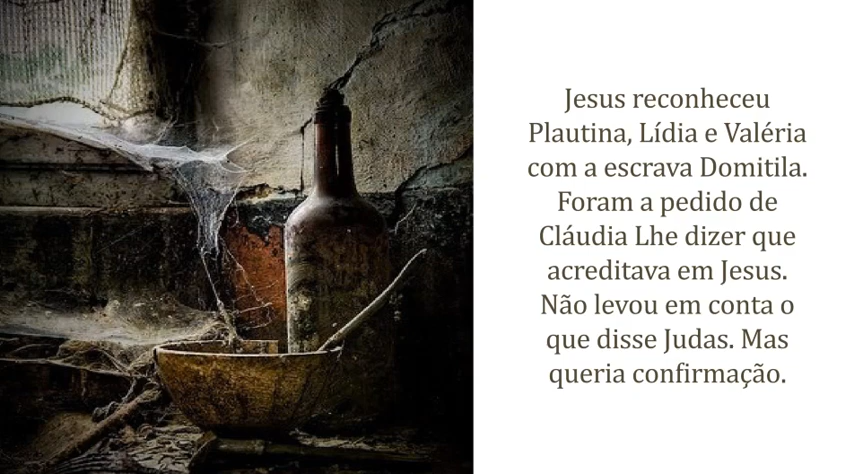 Jesus reconheceu
Plautina, Lídia e Valéria
com a escrava Domitila.
Foram a pedido de
Cláudia Lhe dizer que
acreditava em Jesus.
Não levou em conta o
que disse Judas. Mas
queria confirmação.